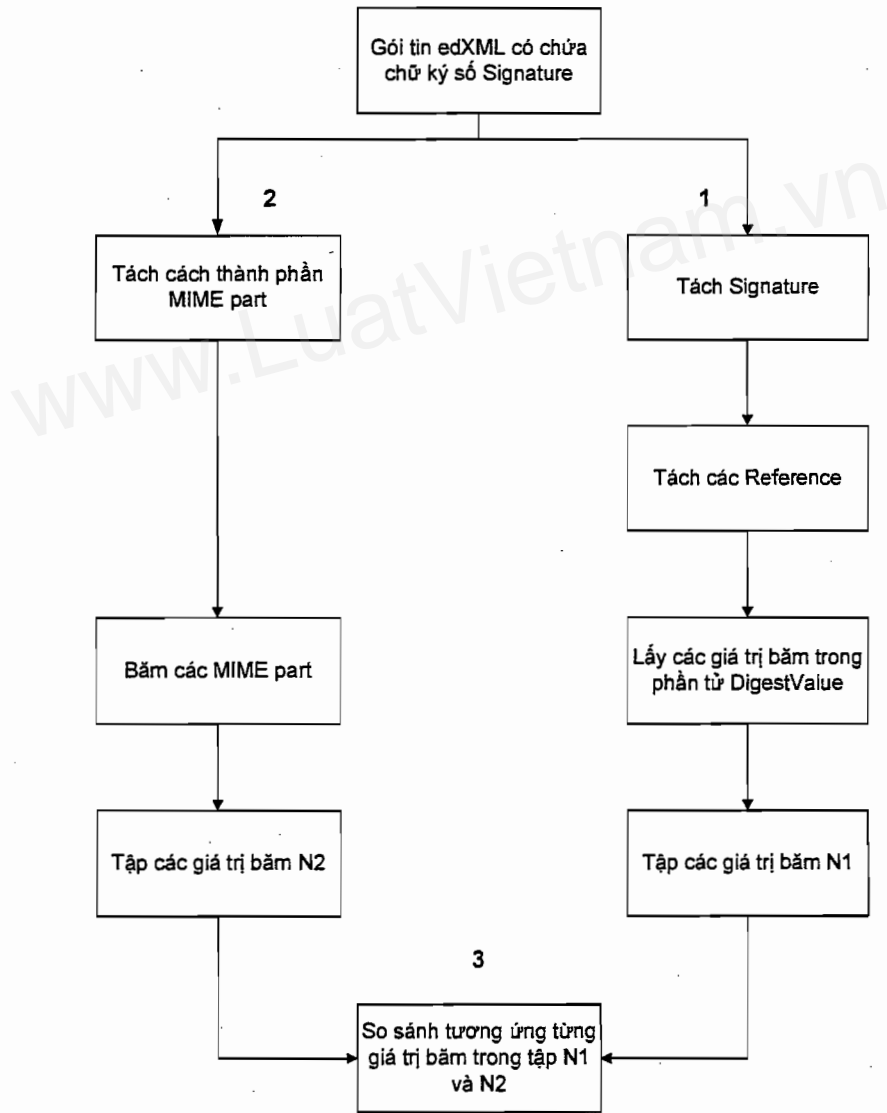 Gói tin edXML có chứa
chữ ký số Signature
2
1
Tách cách thành phần
MIME part
Tách Signature
Tách các Reference
Băm các MIME part
Lấy các giá trị băm trong
phần tử DigestValue
Tập các giá trị băm N2
Tập các giá trị băm N1
3
So sánh tương ứng từng
giá trị băm trong tập N1
và N2
www.LuatVietnam.vn